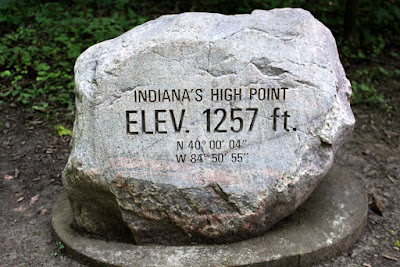 INDIANA'S HIGH POINT
ELEV. 1257 ft.
N 40° 00' 04"
W 84° 50' 55"